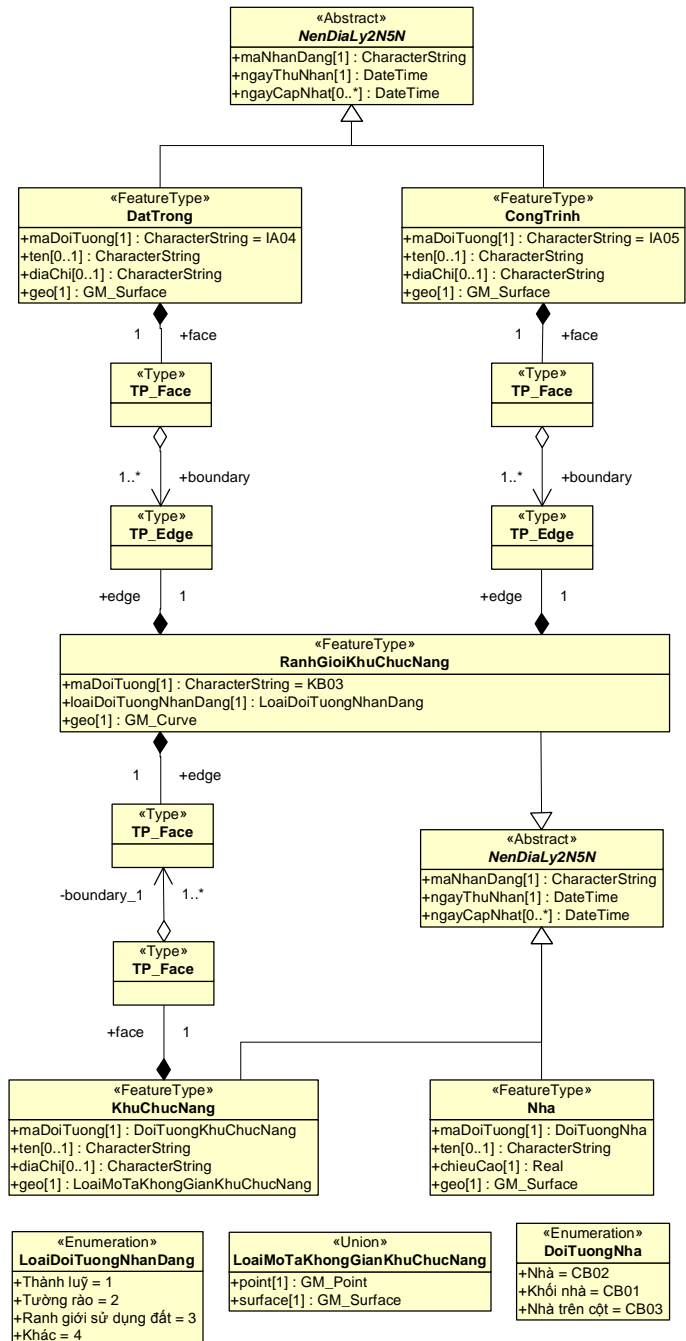 «Abstract»
NenDiaLy2N5N
+maNhanDang[1] : CharacterString
+ngayThuNhan[1] : DateTime
+ngayCapNhat[0..*] : DateTime
«FeatureType»
DatTrong
+maDoiTuong[1] : CharacterString = IA04
+ten[0..1] : CharacterString
+diaChi[0..1] : CharacterString
+geo[1] : GM_Surface
«FeatureType»
CongTrinh
+maDoiTuong[1] : CharacterString = IA05
+ten[0..1] : CharacterString
+diaChi[0..1] : CharacterString
+geo[1] : GM_Surface
1 +face
1 +face
«Type»
TP_Face
«Type»
TP_Face
1..* +boundary
1..* +boundary
«Type»
TP_Edge
«Type»
TP_Edge
+edge 1
+edge 1
«FeatureType»
RanhGioiKhuChucNang
+maDoiTuong[1] : CharacterString = KB03
+loaiDoiTuongNhanDang[1] : LoaiDoiTuongNhanDang
+geo[1] : GM_Curve
1 +edge
«Type»
TP_Face
-boundary_1 1..*
«Type»
TP_Face
+face 1
«Abstract»
NenDiaLy2N5N
+maNhanDang[1] : CharacterString
+ngayThuNhan[1] : DateTime
+ngayCapNhat[0..*] : DateTime
«FeatureType»
KhuChucNang
+maDoiTuong[1] : DoiTuongKhuChucNang
+ten[0..1] : CharacterString
+diaChi[0..1] : CharacterString
+geo[1] : LoaiMoTaKhongGianKhuChucNang
«FeatureType»
Nha
+maDoiTuong[1] : DoiTuongNha
+ten[0..1] : CharacterString
+chieuCao[1] : Real
+geo[1] : GM_Surface
«Enumeration»
LoaiDoiTuongNhanDang
+Thành luỹ = 1
+Tường rào = 2
+Ranh giới sử dụng đất = 3
+Khác = 4
«Union»
LoaiMoTaKhongGianKhuChucNang
+point[1] : GM_Point
+surface[1] : GM_Surface
«Enumeration»
DoiTuongNha
+Nhà = CB02
+Khối nhà = CB01
+Nhà trên cột = CB03